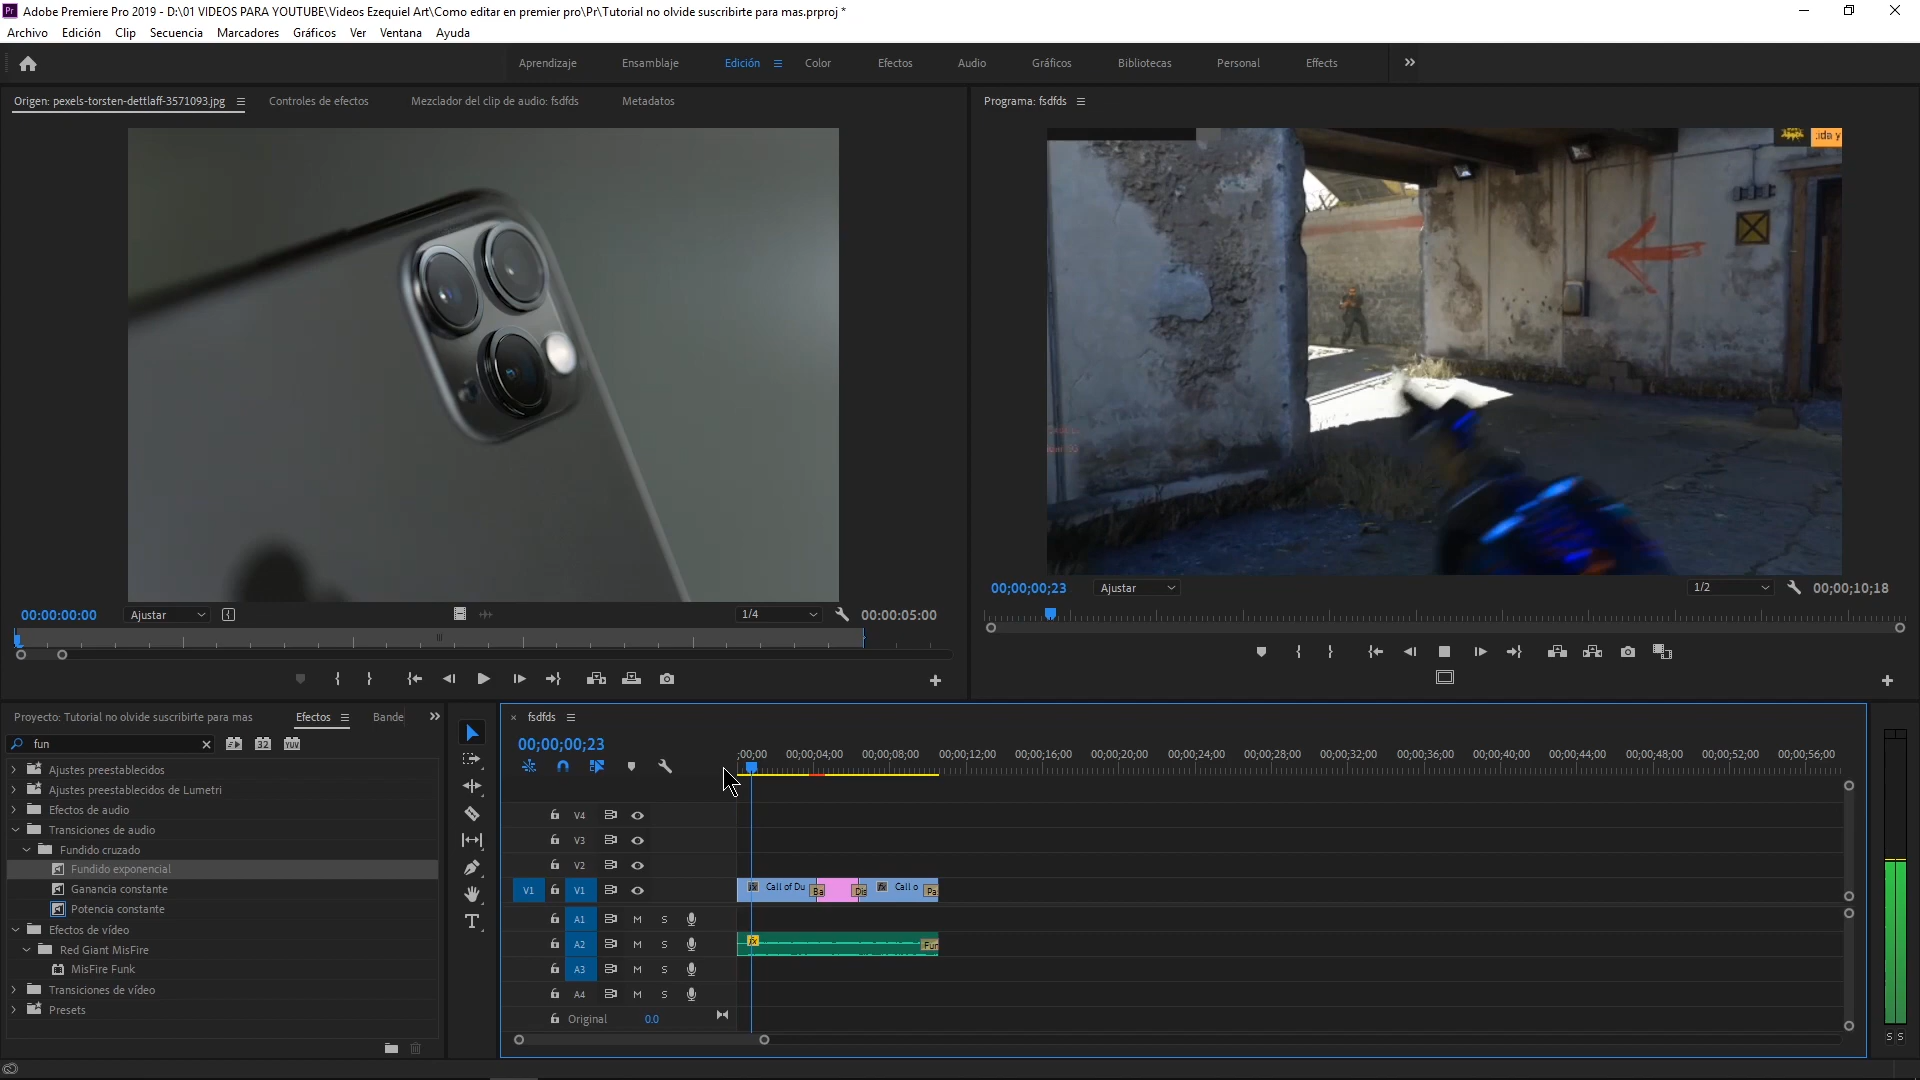 Adobe Premiere Pro 2019 - D:\01 VIDEOS PARA YOUTUBE\Videos Ezequiel Art\Como editar en premier pro\Pr\Tutorial no olvide suscribirte para mas.prproj *
Archivo Edición Clip Secuencia Marcadores Gráficos Ver Ventana Ayuda
Aprendizaje Ensamblaje Edición Color Efectos Audio Gráficos Bibliotecas Personal Effects
Origen: pexels-torsten-dettlaff-3571093.jpg Controles de efectos Mezclador del clip de audio: fsdfds Metadatos
Programa: fsdfds
00:00:00:00 Ajustar 1/4 00:00:05:00
00;00;00;23 Ajustar 1/2 00;00;10;18
Proyecto: Tutorial no olvide suscribirte para mas Efectos Bande
fun
32 YUV
Ajustes preestablecidos
Ajustes preestablecidos de Lumetri
Efectos de audio
Transiciones de audio
Fundido cruzado
Fundido exponencial
Ganancia constante
Potencia constante
Efectos de vídeo
Red Giant MisFire
MisFire Funk
Transiciones de vídeo
Presets
fsdfds
00;00;00;23
;00;00 00;00;04;00 00;00;08;00 00;00;12;00 00;00;16;00 00;00;20;00 00;00;24;00 00;00;28;00 00;00;32;00 00;00;36;00 00;00;40;00 00;00;44;00 00;00;48;00 00;00;52;00 00;00;56;00
V4
V3
V2
V1 V1 fx Call of Du Ba Dis fx Call o Pa
A1 M S
A2 M S fx Fun
A3 M S
A4 M S
Original 0.0
S S